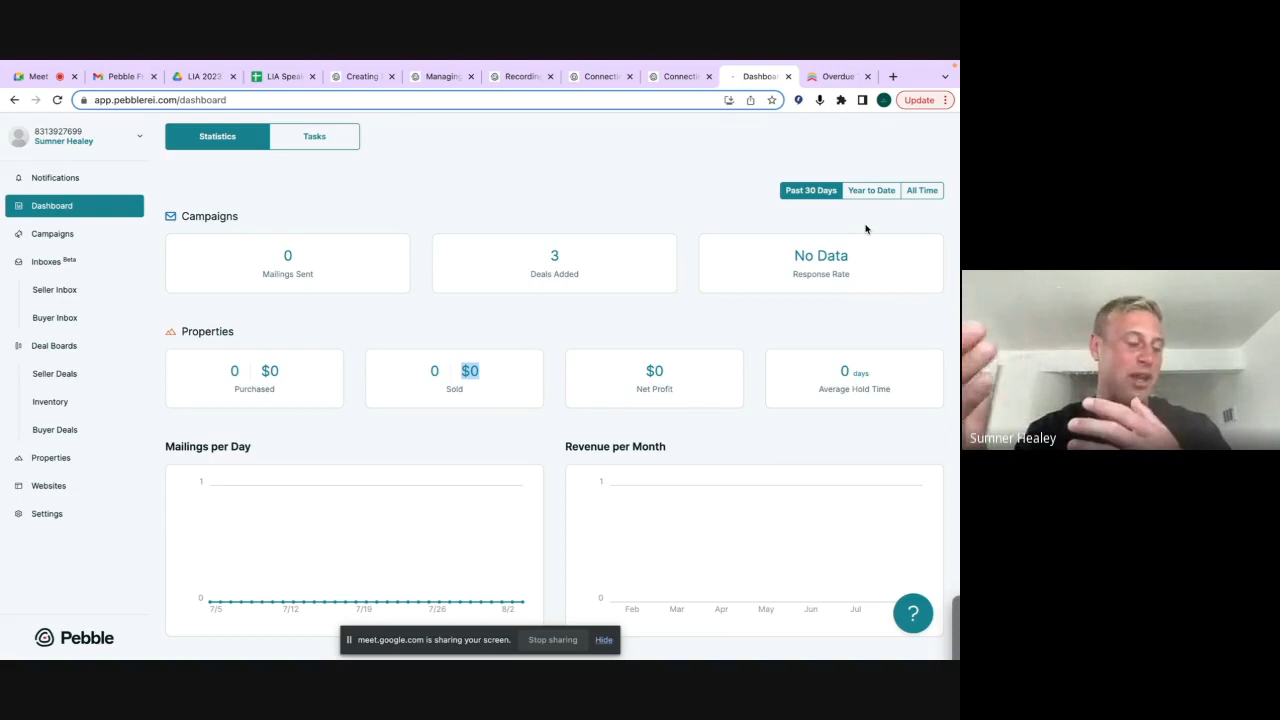 Meet
Pebble Fr
LIA 2023
LIA Speak
Creating
Managing
Recording
Connectin
Connectin
Dashboar
Overdue
app.pebblerei.com/dashboard
Update
8313927699
Sumner Healey
Notifications
Dashboard
Campaigns
Inboxes Beta
Seller Inbox
Buyer Inbox
Deal Boards
Seller Deals
Inventory
Buyer Deals
Properties
Websites
Settings
Pebble
Statistics
Tasks
Past 30 Days
Year to Date
All Time
Campaigns
0
Mailings Sent
3
Deals Added
No Data
Response Rate
Properties
0 $0
Purchased
0 $0
Sold
$0
Net Profit
0 days
Average Hold Time
Mailings per Day
1
0
7/5 7/12 7/19 7/26 8/2
Revenue per Month
1
0
Feb Mar Apr May Jun Jul
?
meet.google.com is sharing your screen.
Stop sharing
Hide
Sumner Healey